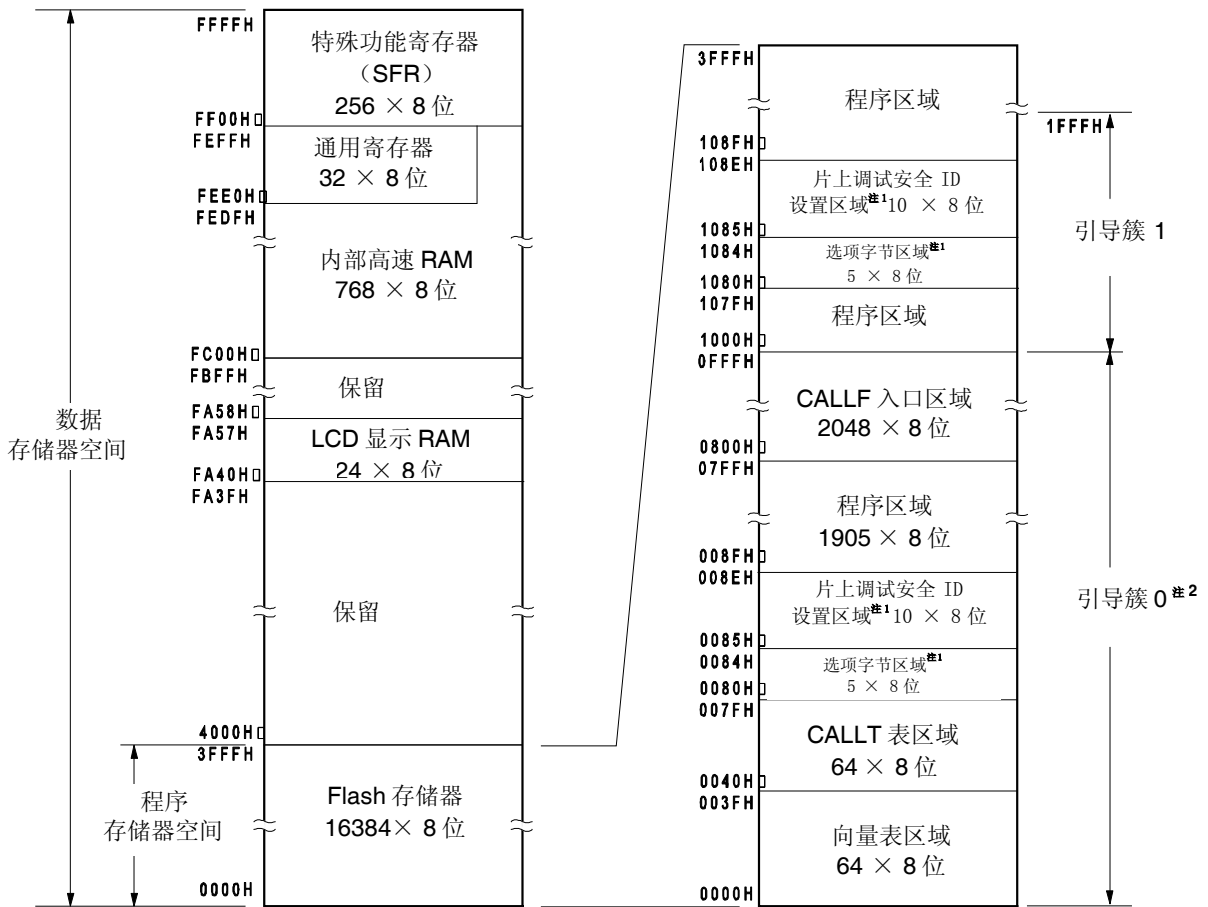 FFFFH
特殊功能寄存器
（SFR）
256 × 8 位
FF00H
FEFFH
通用寄存器
32 × 8 位
FEE0H
FEDFH
内部高速 RAM
768 × 8 位
FC00H
FBFFH
保留
FA58H
FA57H
LCD 显示 RAM
24 × 8 位
FA40H
FA3FH
保留
4000H
3FFFH
Flash 存储器
16384× 8 位
0000H
数据
存储器空间
程序
存储器空间
3FFFH
程序区域
1FFFH
108FH
108EH
片上调试安全 ID
设置区域注1 10 × 8 位
1085H
1084H
选项字节区域注1
5 × 8 位
1080H
107FH
程序区域
1000H
0FFFH
引导簇 1
CALLF 入口区域
2048 × 8 位
0800H
07FFH
程序区域
1905 × 8 位
008FH
008EH
片上调试安全 ID
设置区域注1 10 × 8 位
0085H
0084H
选项字节区域注1
5 × 8 位
0080H
007FH
CALLT 表区域
64 × 8 位
0040H
003FH
向量表区域
64 × 8 位
0000H
引导簇 0 注2